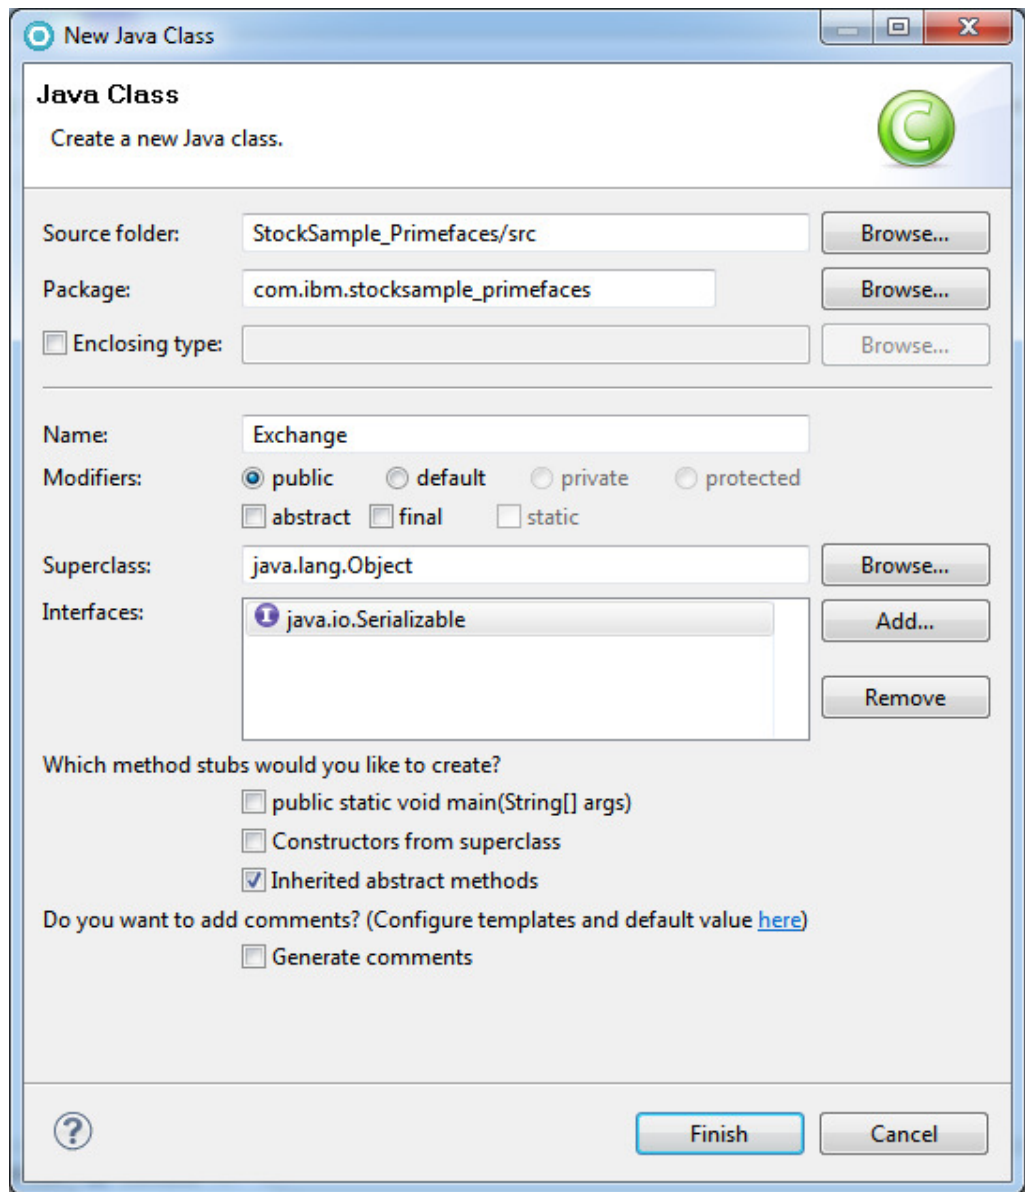 New Java Class
Java Class
Create a new Java class.
C
Source folder: StockSample_Primefaces/src Browse...
Package: com.ibm.stocksample_primefaces Browse...
Enclosing type: Browse...
Name: Exchange
Modifiers: public default private protected
abstract final static
Superclass: java.lang.Object Browse...
Interfaces: I java.io.Serializable Add...
Remove
Which method stubs would you like to create?
public static void main(String[] args)
Constructors from superclass
Inherited abstract methods
Do you want to add comments? (Configure templates and default value here)
Generate comments
? Finish Cancel